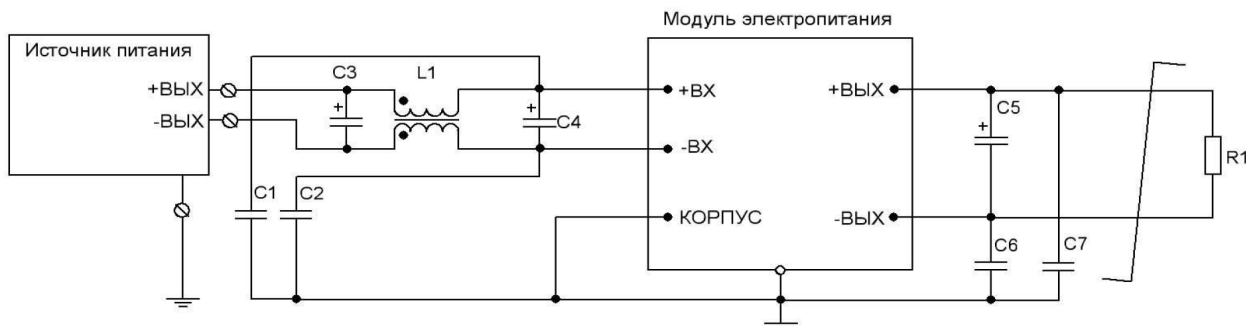 Модуль электропитания
Источник питания
+ВЫХ
-ВЫХ
C3
+
L1
+
C4
C1
C2
+ВХ
-ВХ
КОРПУС
+ВЫХ
-ВЫХ
C5
+
C6
C7
R1